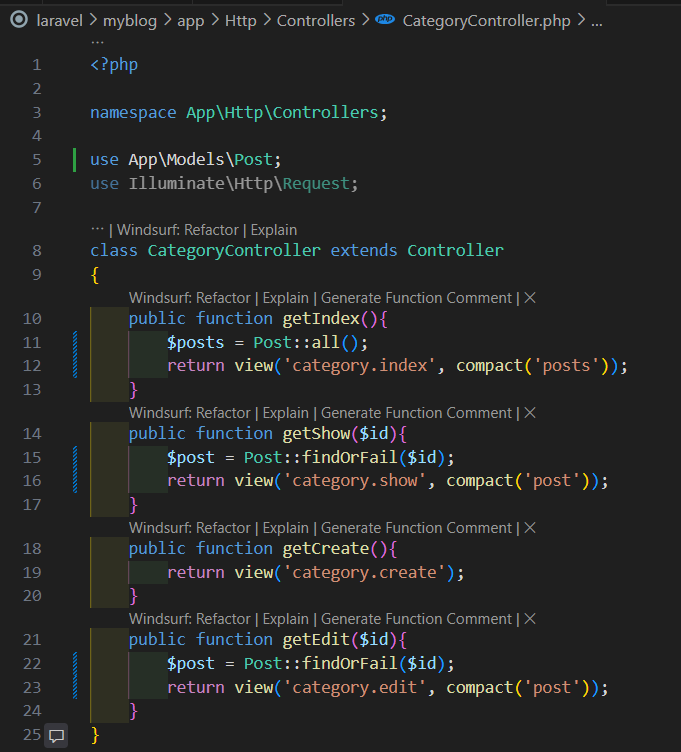 laravel > myblog > app > Http > Controllers > php CategoryController.php > ...
...
1 <?php
2
3 namespace App\Http\Controllers;
4
5 use App\Models\Post;
6 use Illuminate\Http\Request;
7
... | Windsurf: Refactor | Explain
8 class CategoryController extends Controller
9 {
Windsurf: Refactor | Explain | Generate Function Comment | ×
10     public function getIndex(){
11         $posts = Post::all();
12         return view('category.index', compact('posts'));
13     }
Windsurf: Refactor | Explain | Generate Function Comment | ×
14     public function getShow($id){
15         $post = Post::findOrFail($id);
16         return view('category.show', compact('post'));
17     }
Windsurf: Refactor | Explain | Generate Function Comment | ×
18     public function getCreate(){
19         return view('category.create');
20     }
Windsurf: Refactor | Explain | Generate Function Comment | ×
21     public function getEdit($id){
22         $post = Post::findOrFail($id);
23         return view('category.edit', compact('post'));
24     }
25 }